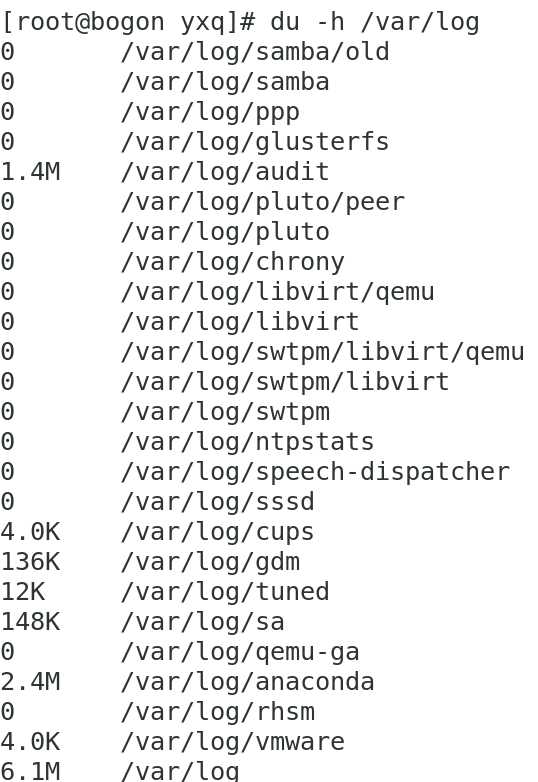 [root@bogon yxq]# du -h /var/log
0       /var/log/samba/old
0       /var/log/samba
0       /var/log/ppp
0       /var/log/glusterfs
1.4M    /var/log/audit
0       /var/log/pluto/peer
0       /var/log/pluto
0       /var/log/chrony
0       /var/log/libvirt/qemu
0       /var/log/libvirt
0       /var/log/swtpm/libvirt/qemu
0       /var/log/swtpm/libvirt
0       /var/log/swtpm
0       /var/log/ntpstats
0       /var/log/speech-dispatcher
0       /var/log/sssd
4.0K    /var/log/cups
136K    /var/log/gdm
12K     /var/log/tuned
148K    /var/log/sa
0       /var/log/qemu-ga
2.4M    /var/log/anaconda
0       /var/log/rhsm
4.0K    /var/log/vmware
6.1M    /var/log